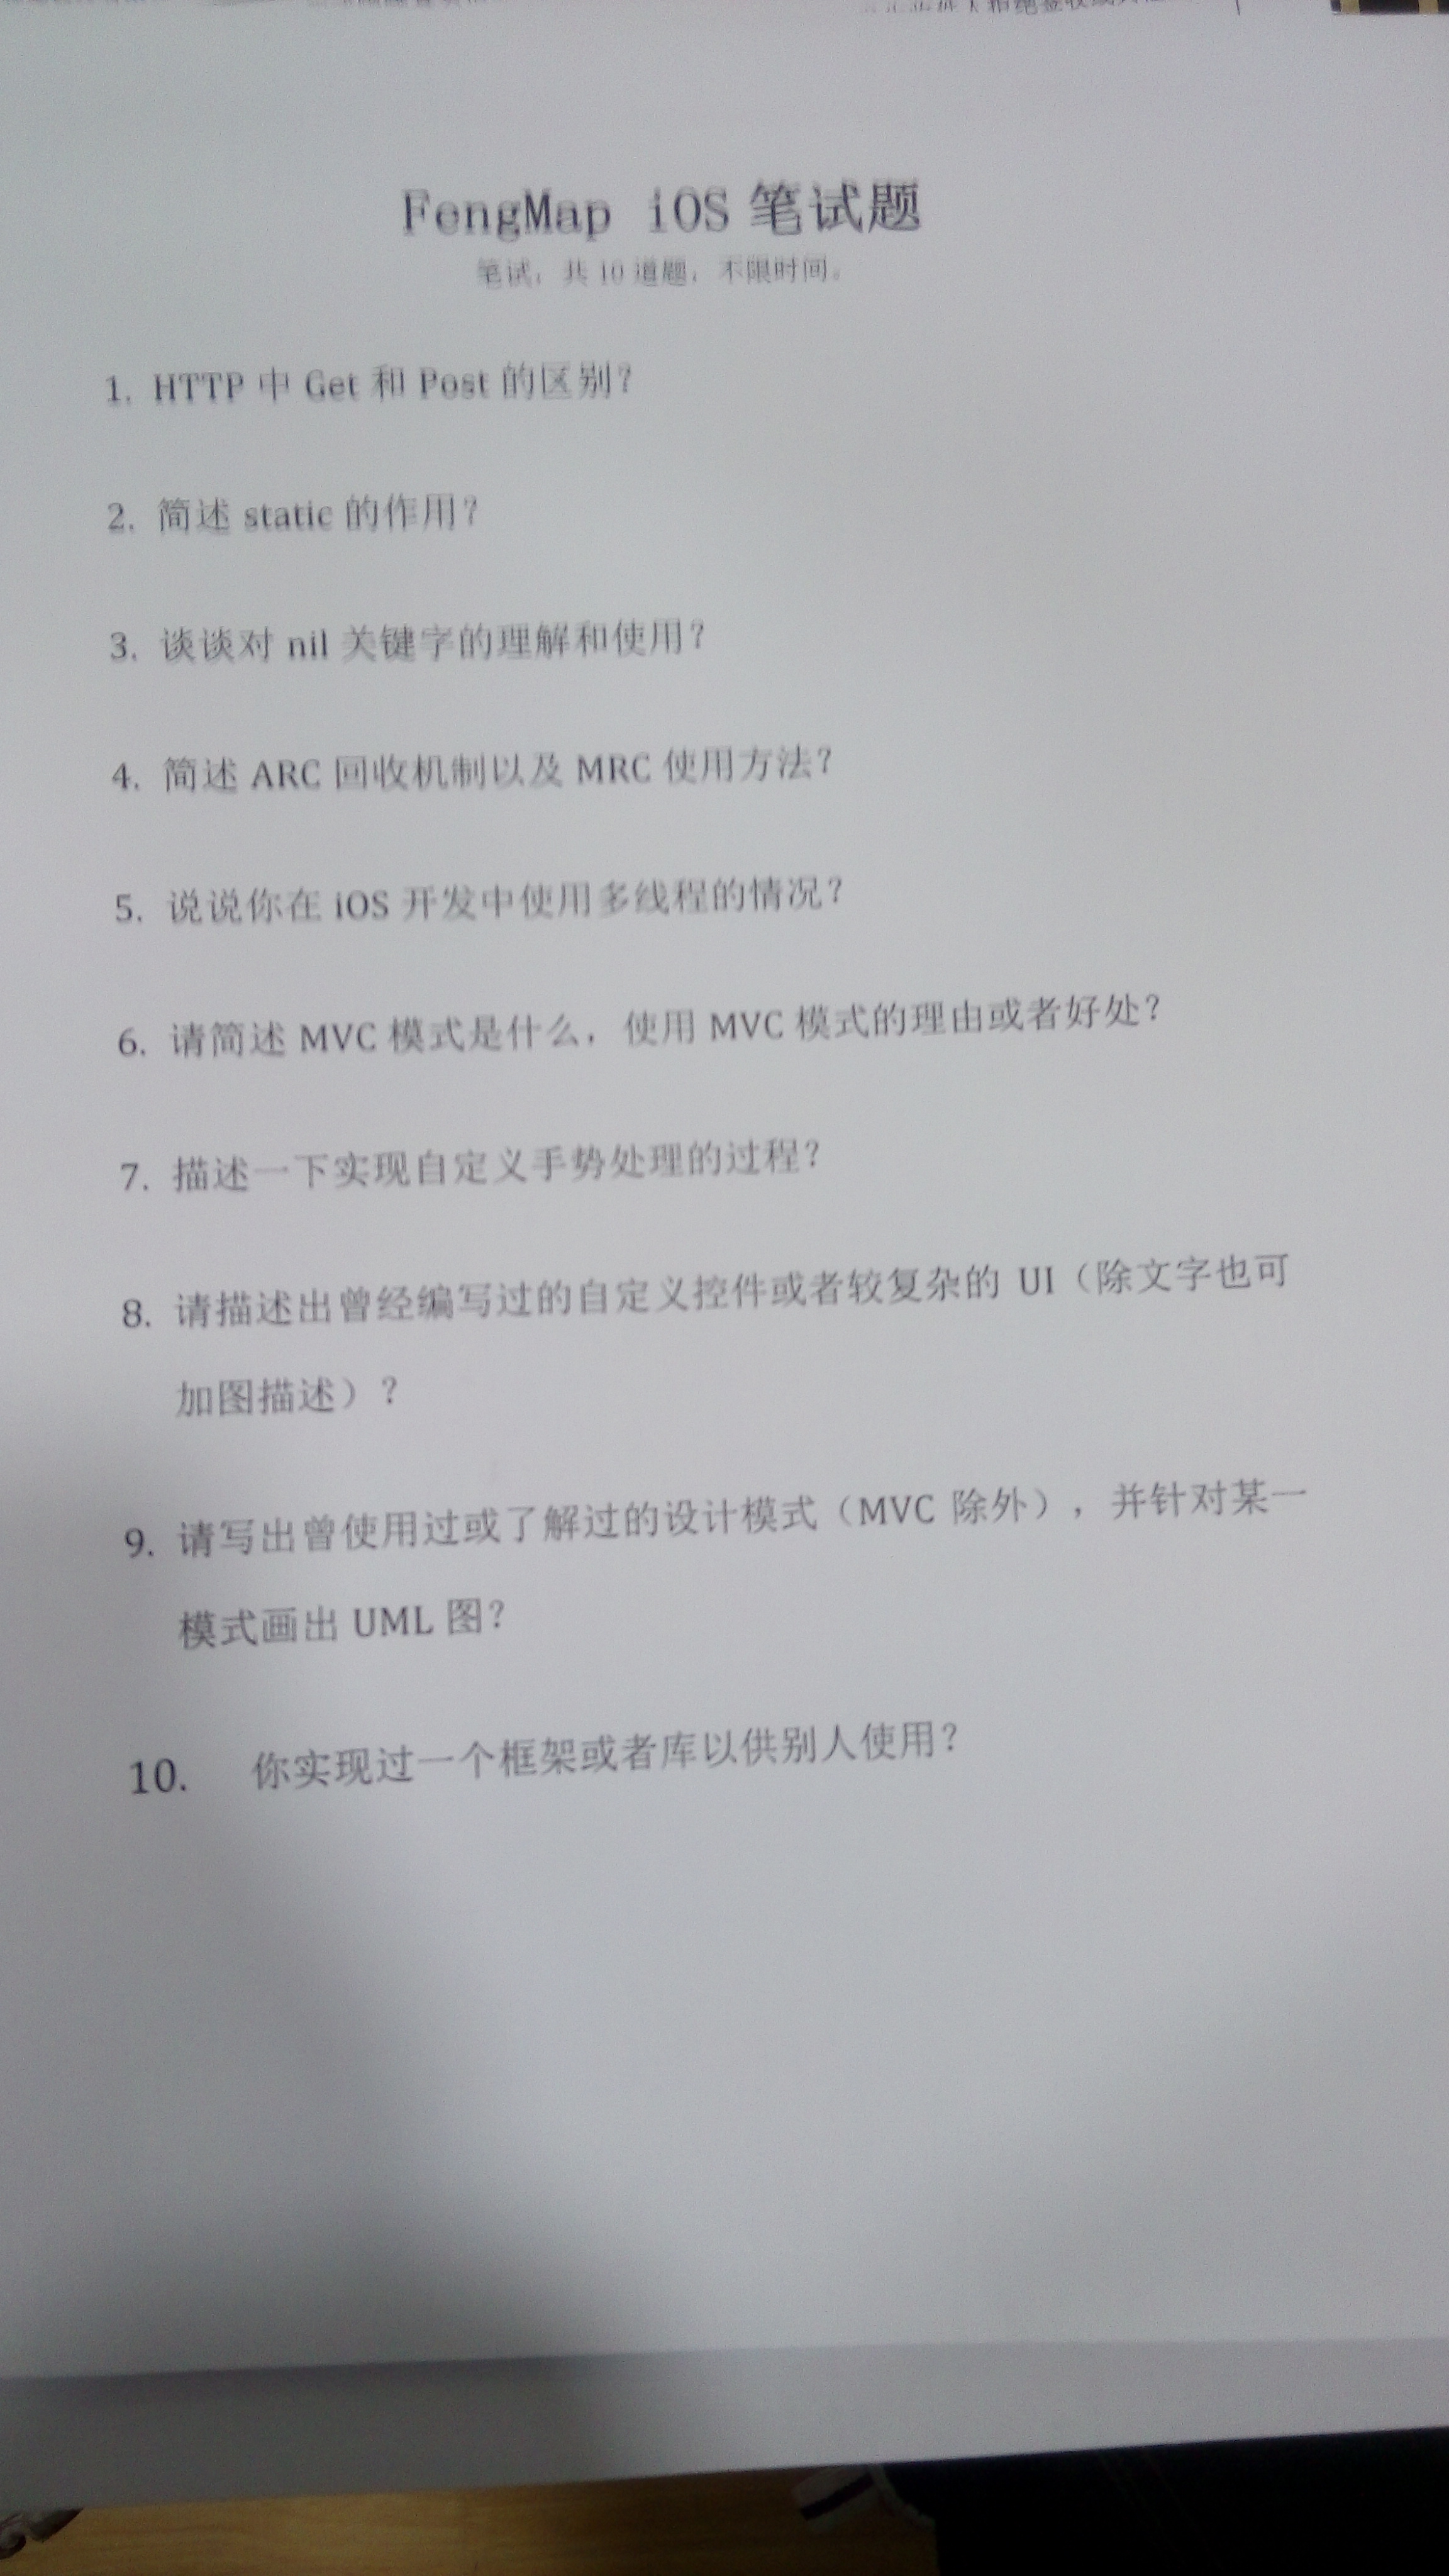 FengMap iOS 笔试题
笔试，共 10 道题，不限时间。
1. HTTP 中 Get 和 Post 的区别？
2. 简述 static 的作用？
3. 谈谈对 nil 关键字的理解和使用？
4. 简述 ARC 回收机制以及 MRC 使用方法？
5. 说说你在 iOS 开发中使用多线程的情况？
6. 请简述 MVC 模式是什么，使用 MVC 模式的理由或者好处？
7. 描述一下实现自定义手势处理的过程？
8. 请描述出曾经编写过的自定义控件或者较复杂的 UI（除文字也可
加图描述）？
9. 请写出曾使用过或了解过的设计模式（MVC 除外），并针对某一
模式画出 UML 图？
10. 你实现过一个框架或者库以供别人使用？